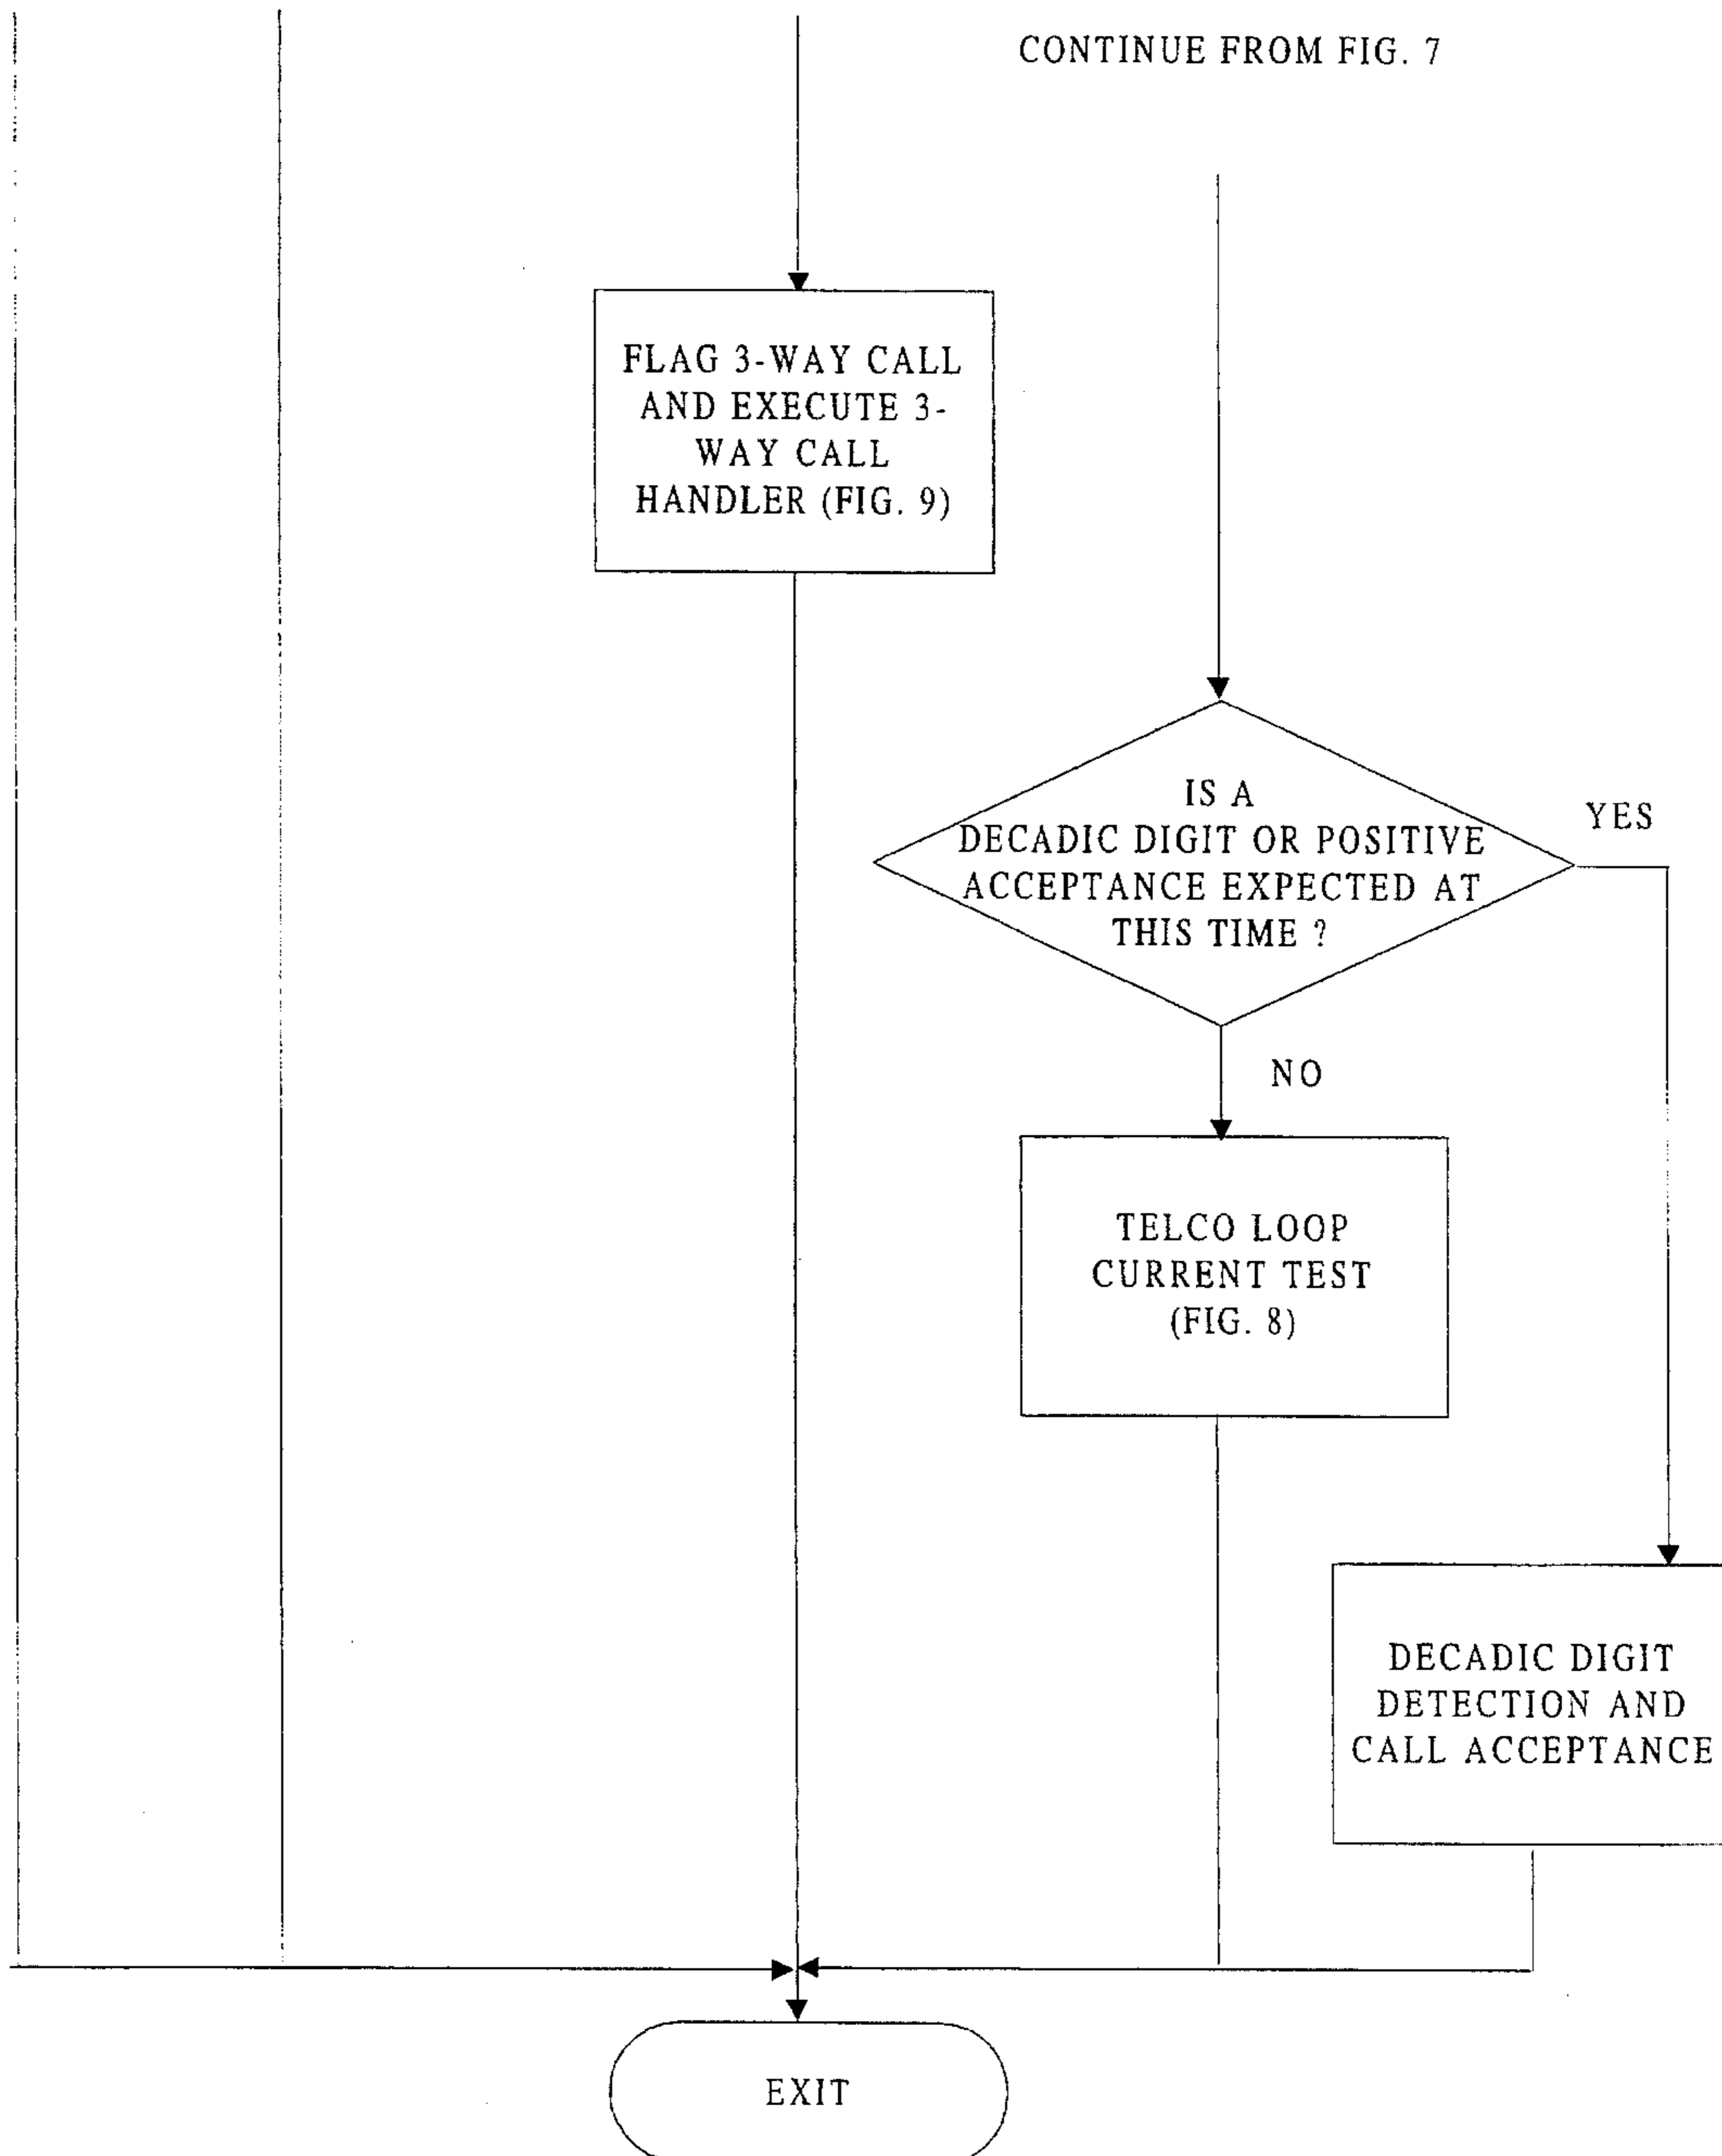 CONTINUE FROM FIG. 7
FLAG 3-WAY CALL
AND EXECUTE 3-
WAY CALL
HANDLER (FIG. 9)
IS A
DECADIC DIGIT OR POSITIVE
ACCEPTANCE EXPECTED AT
THIS TIME ?
YES
NO
TELCO LOOP
CURRENT TEST
(FIG. 8)
DECADIC DIGIT
DETECTION AND
CALL ACCEPTANCE
EXIT